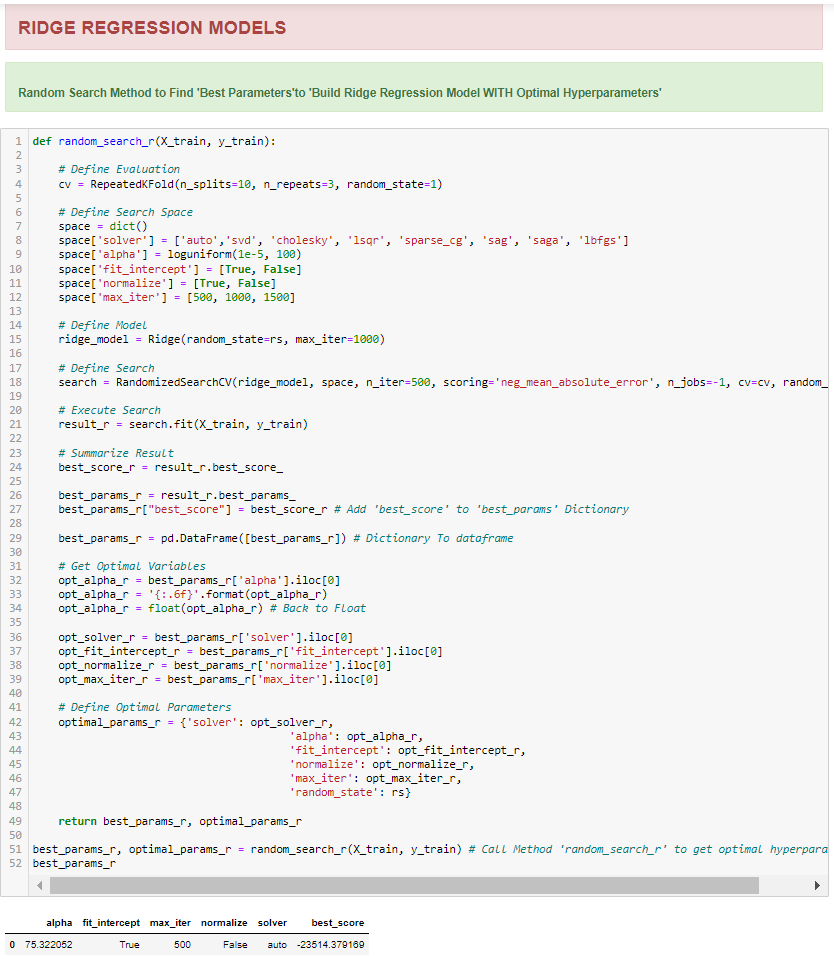 RIDGE REGRESSION MODELS
Random Search Method to Find 'Best Parameters'to 'Build Ridge Regression Model WITH Optimal Hyperparameters'
1 def random_search_r(X_train, y_train):
2
3 # Define Evaluation
4 cv = RepeatedKFold(n_splits=10, n_repeats=3, random_state=1)
5
6 # Define Search Space
7 space = dict()
8 space['solver'] = ['auto','svd', 'cholesky', 'lsqr', 'sparse_cg', 'sag', 'saga', 'lbfgs']
9 space['alpha'] = loguniform(1e-5, 100)
10 space['fit_intercept'] = [True, False]
11 space['normalize'] = [True, False]
12 space['max_iter'] = [500, 1000, 1500]
13
14 # Define Model
15 ridge_model = Ridge(random_state=rs, max_iter=1000)
16
17 # Define Search
18 search = RandomizedSearchCV(ridge_model, space, n_iter=500, scoring='neg_mean_absolute_error', n_jobs=-1, cv=cv, random_
19
20 # Execute Search
21 result_r = search.fit(X_train, y_train)
22
23 # Summarize Result
24 best_score_r = result_r.best_score_
25
26 best_params_r = result_r.best_params_
27 best_params_r["best_score"] = best_score_r # Add 'best_score' to 'best_params' Dictionary
28
29 best_params_r = pd.DataFrame([best_params_r]) # Dictionary To dataframe
30
31 # Get Optimal Variables
32 opt_alpha_r = best_params_r['alpha'].iloc[0]
33 opt_alpha_r = '{:.6f}'.format(opt_alpha_r)
34 opt_alpha_r = float(opt_alpha_r) # Back to Float
35
36 opt_solver_r = best_params_r['solver'].iloc[0]
37 opt_fit_intercept_r = best_params_r['fit_intercept'].iloc[0]
38 opt_normalize_r = best_params_r['normalize'].iloc[0]
39 opt_max_iter_r = best_params_r['max_iter'].iloc[0]
40
41 # Define Optimal Parameters
42 optimal_params_r = {'solver': opt_solver_r,
43 'alpha': opt_alpha_r,
44 'fit_intercept': opt_fit_intercept_r,
45 'normalize': opt_normalize_r,
46 'max_iter': opt_max_iter_r,
47 'random_state': rs}
48
49 return best_params_r, optimal_params_r
50
51 best_params_r, optimal_params_r = random_search_r(X_train, y_train) # Call Method 'random_search_r' to get optimal hyperpara
52 best_params_r
alpha fit_intercept max_iter normalize solver best_score
0 75.322052 True 500 False auto -23514.379169